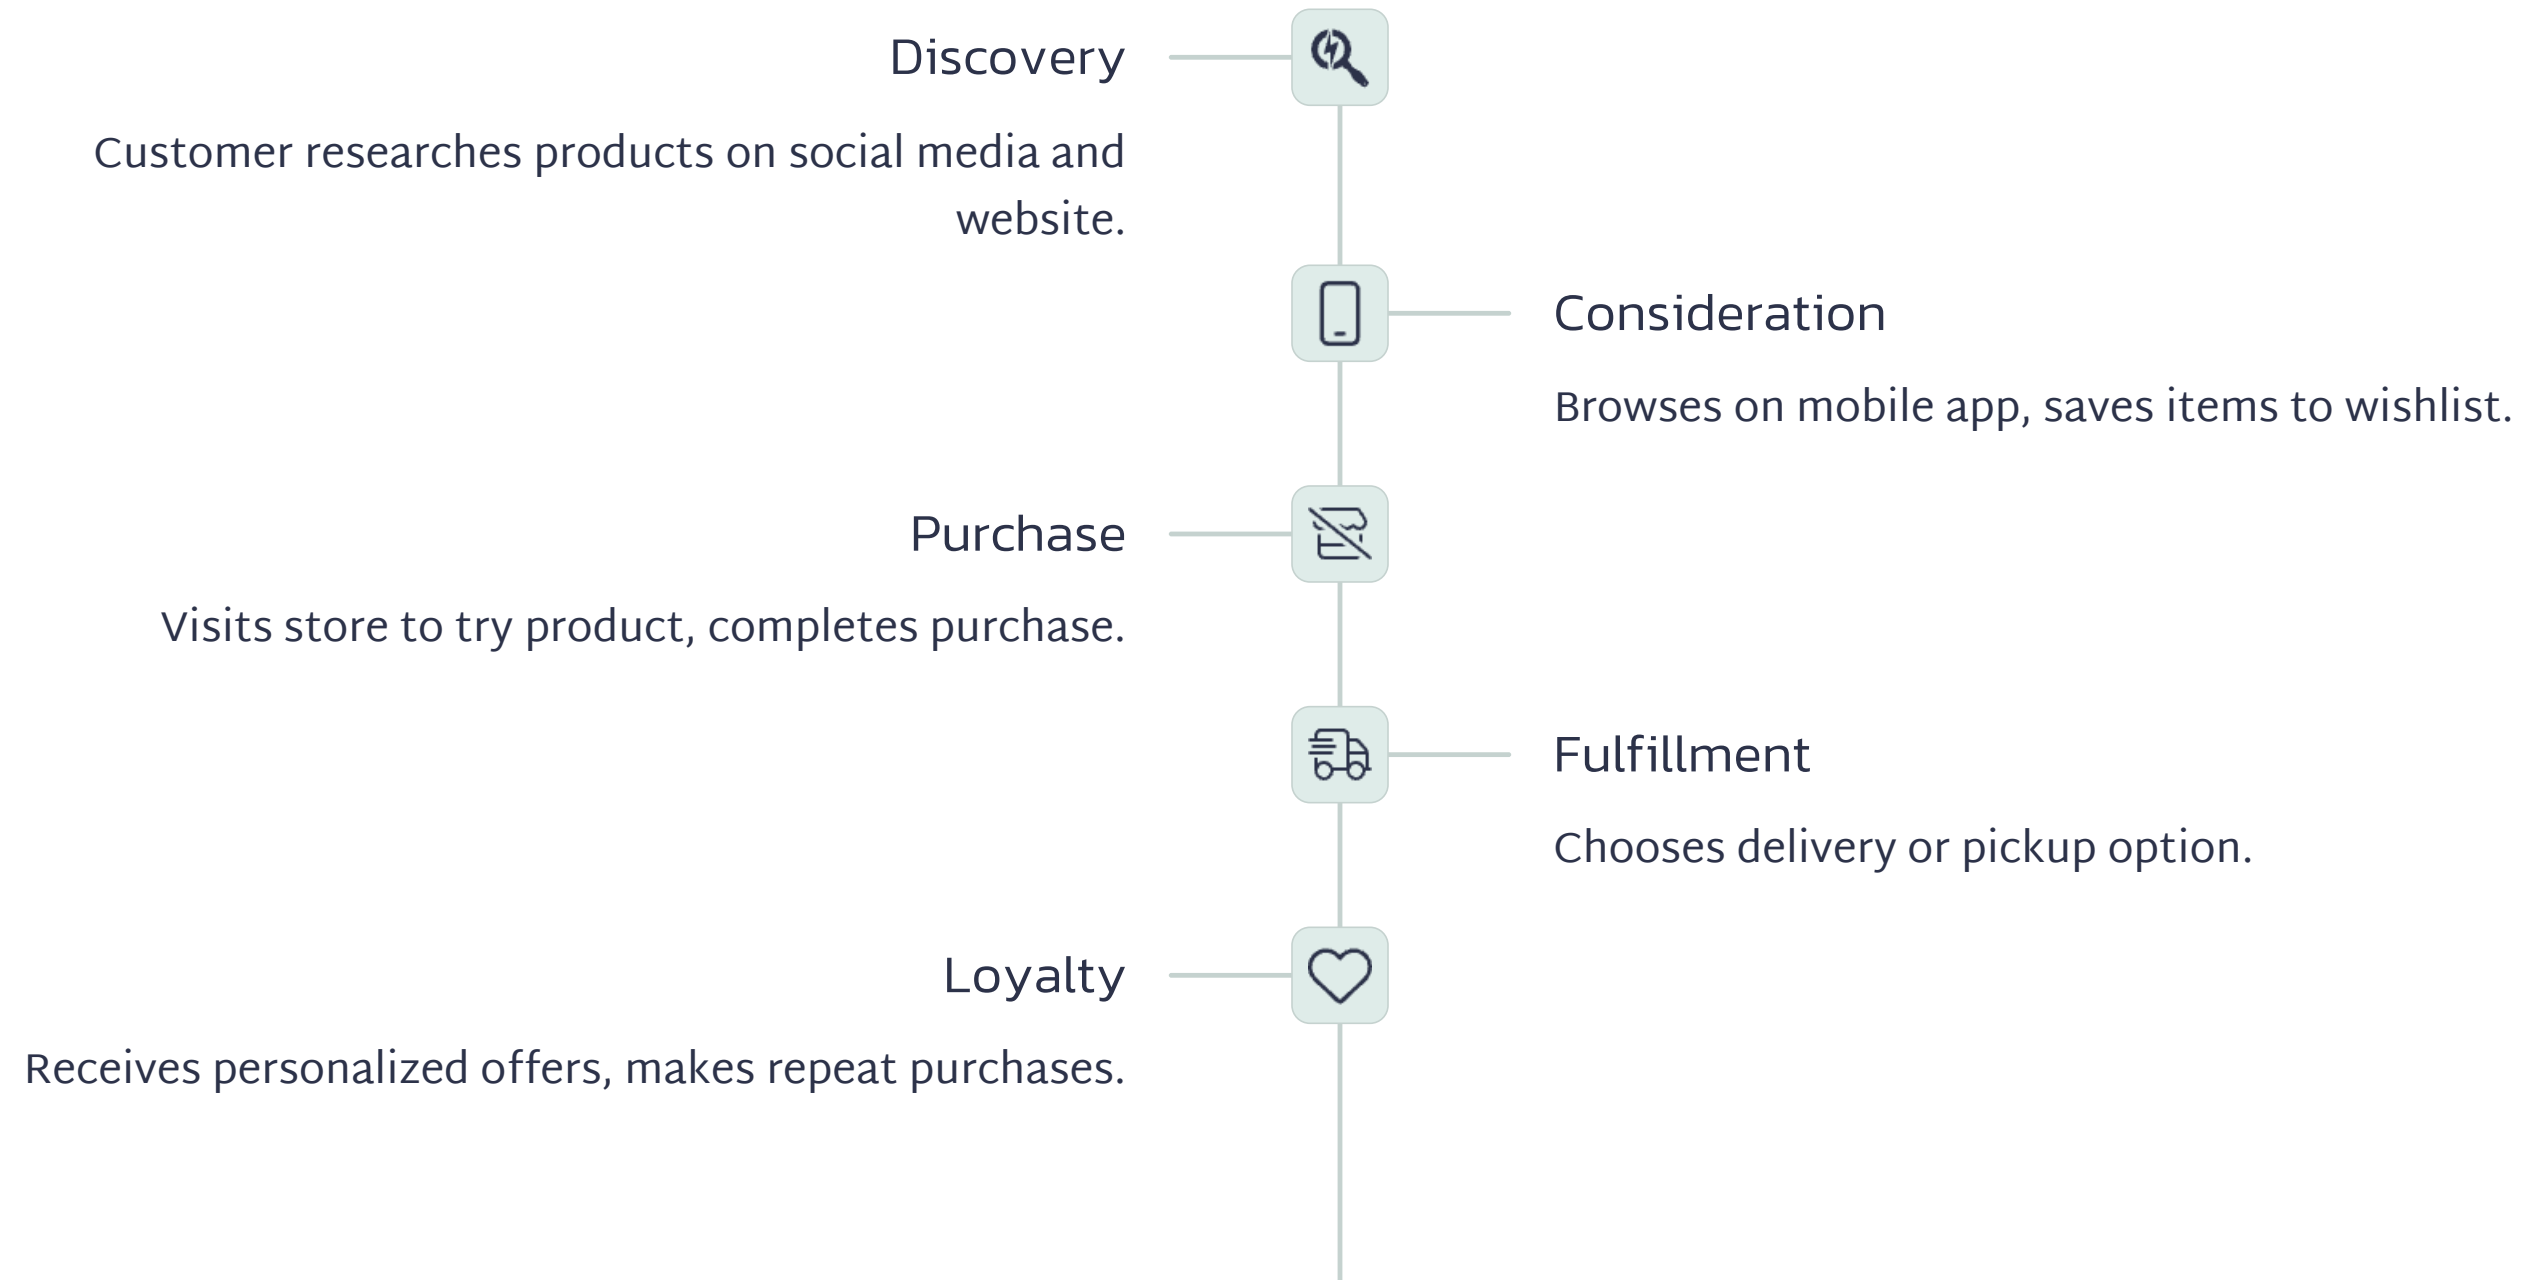 Discovery
Customer researches products on social media and
website.
Consideration
Browses on mobile app, saves items to wishlist.
Purchase
Visits store to try product, completes purchase.
Fulfillment
Chooses delivery or pickup option.
Loyalty
Receives personalized offers, makes repeat purchases.